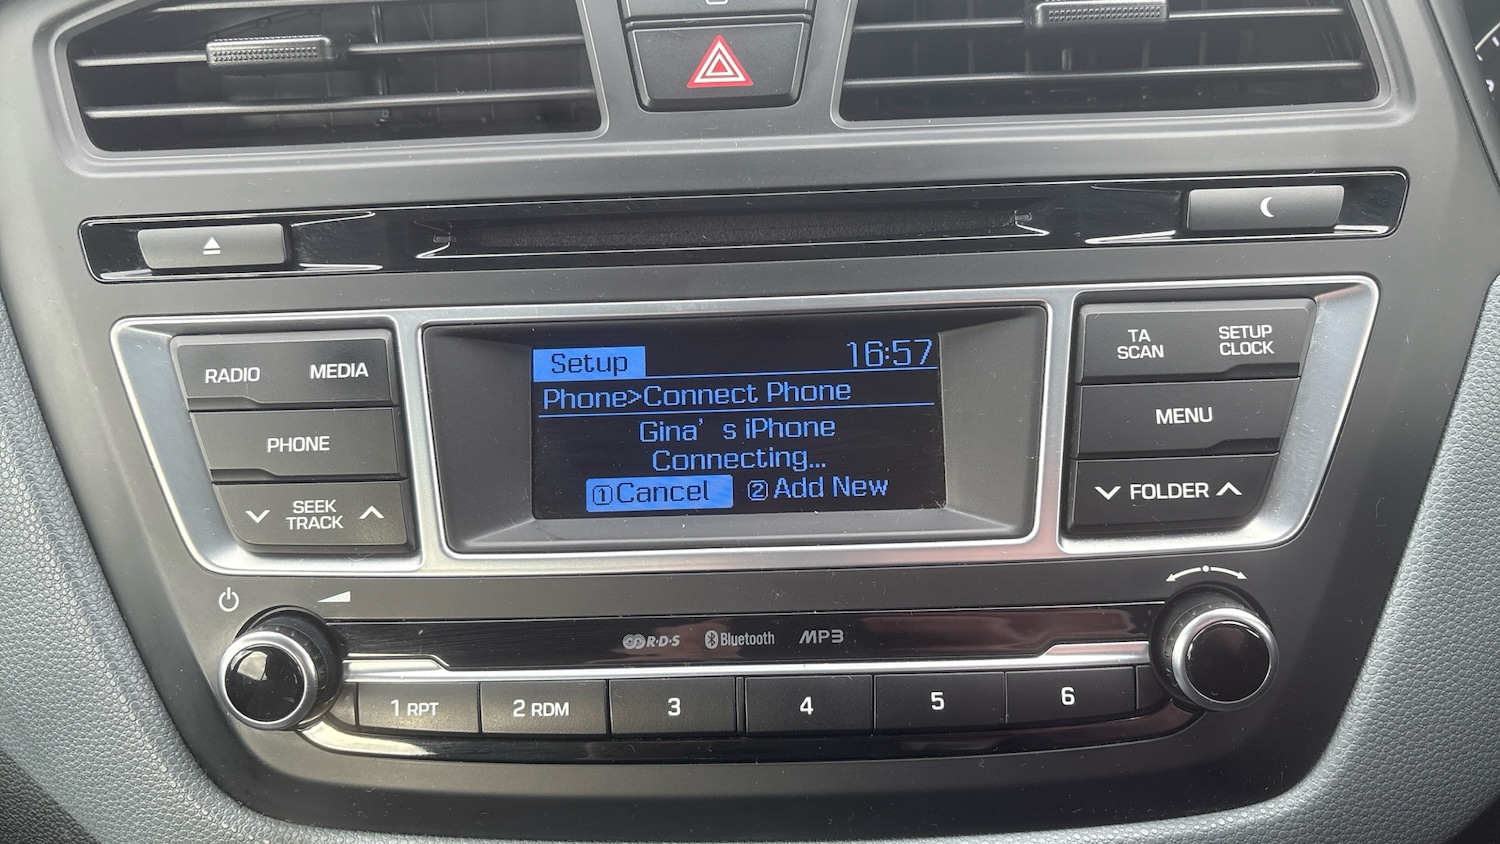 RADIO MEDIA
PHONE
SEEK
TRACK
Setup 16:57
Phone>Connect Phone
Gina's iPhone
Connecting...
①Cancel ②Add New
TA
SCAN
SETUP
CLOCK
MENU
FOLDER
R·D·S Bluetooth MP3
1 RPT 2 RDM 3 4 5 6